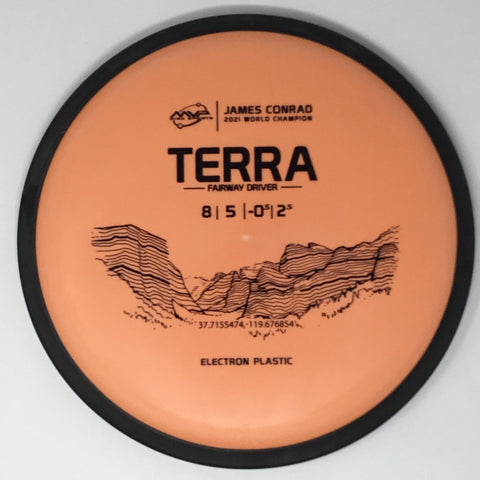 MVP
JAMES CONRAD
2021 WORLD CHAMPION
TERRA
FAIRWAY DRIVER
8 | 5 | -0.5 | 2.5
37.7155474,-119.676854
ELECTRON PLASTIC